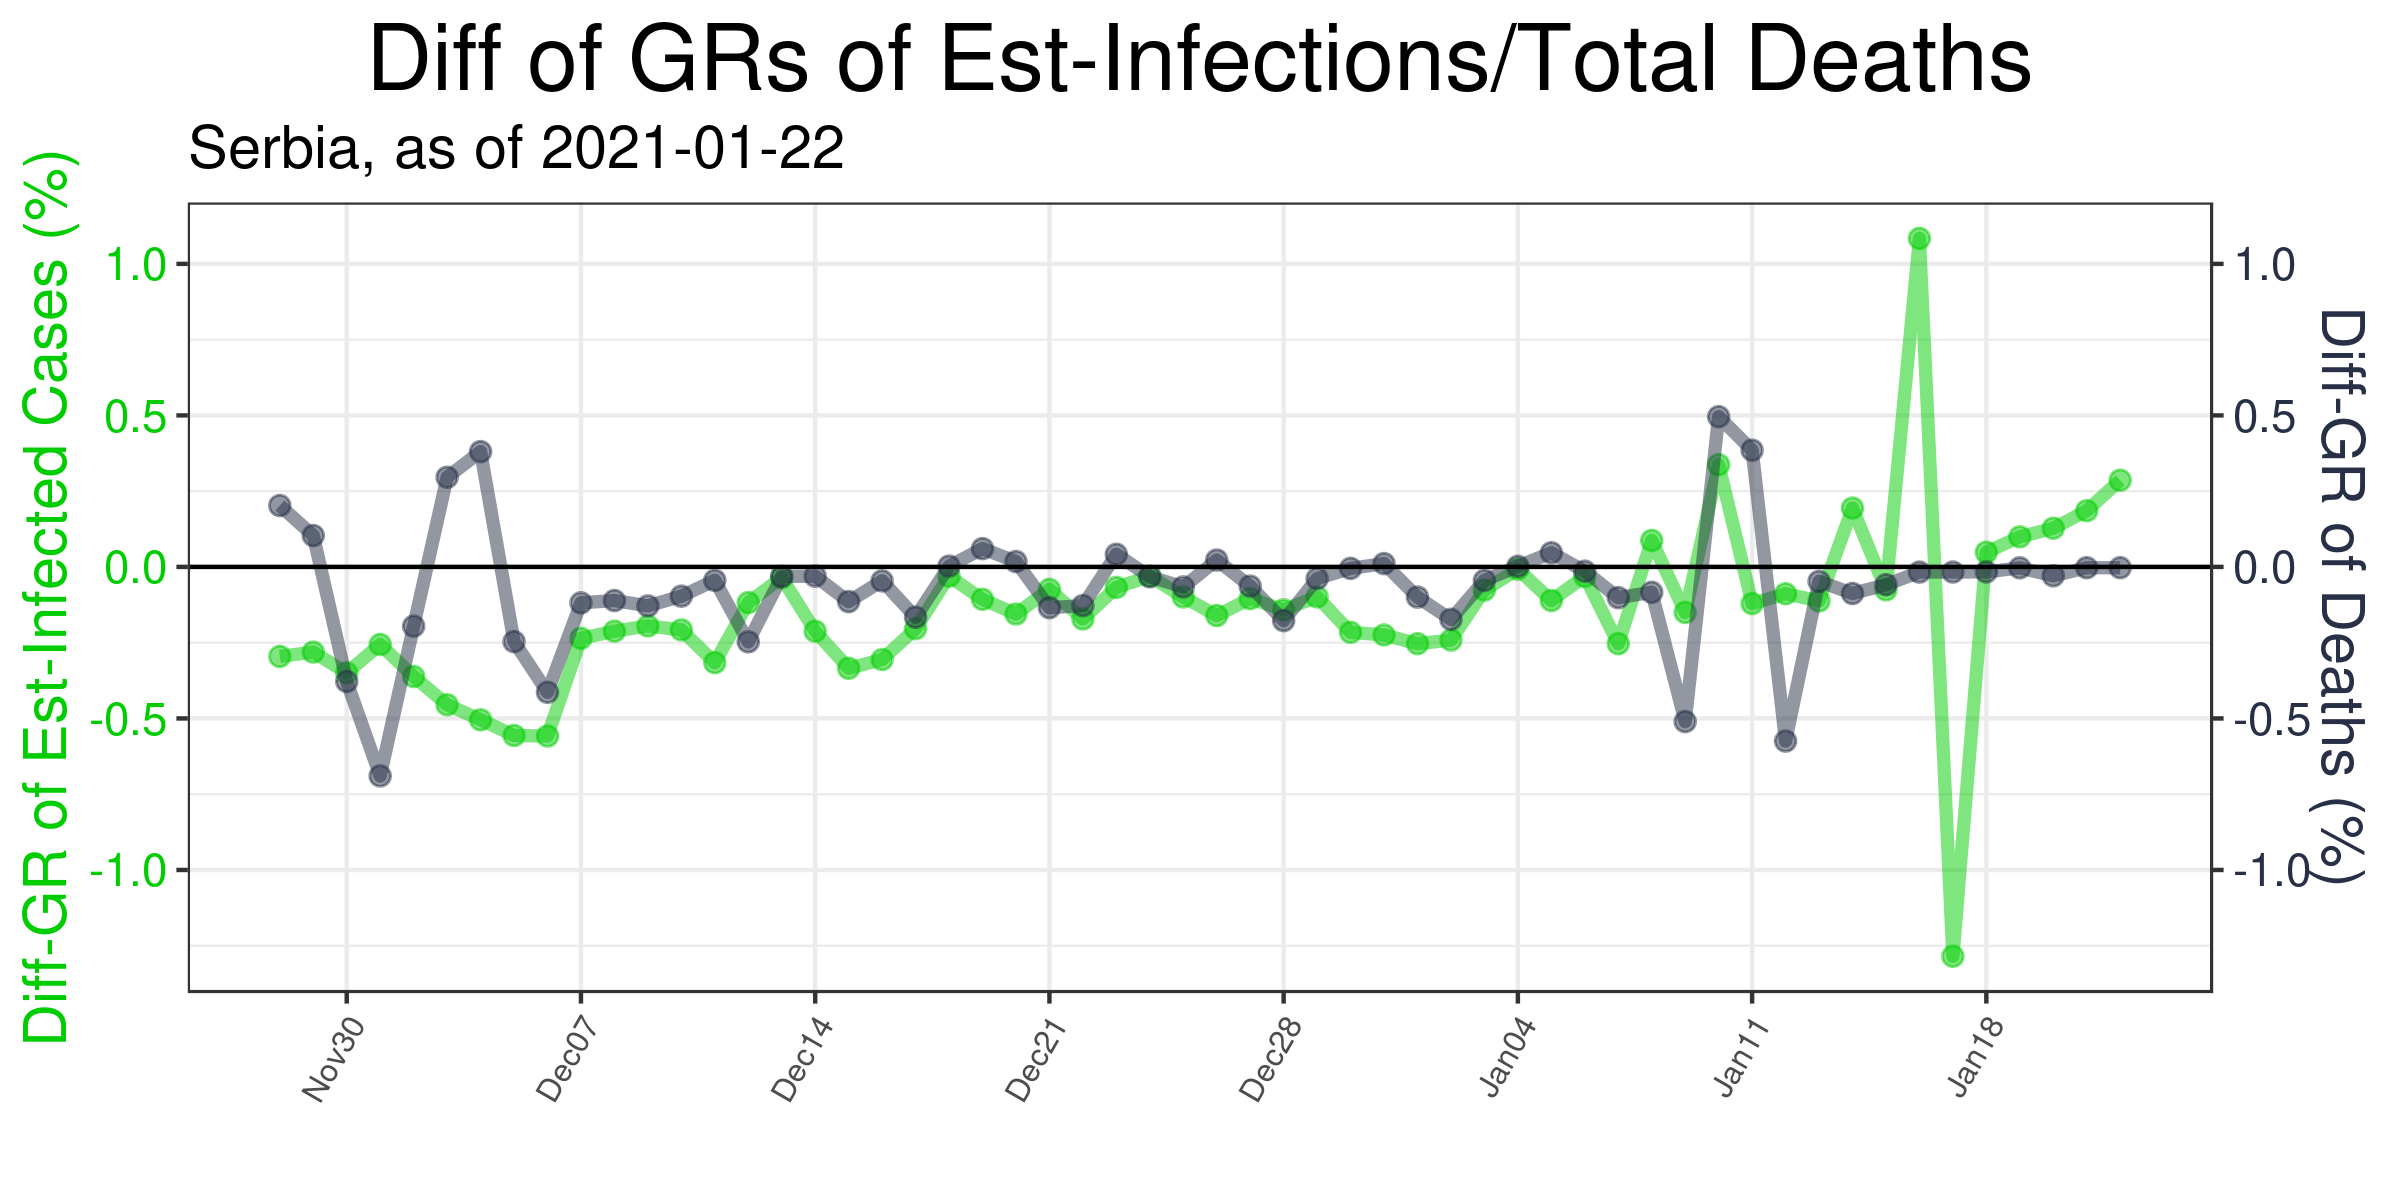 Diff of GRs of Est-Infections/Total Deaths
Serbia, as of 2021-01-22
Diff-GR of Est-Infected Cases (%)
1.0
0.5
0.0
-0.5
-1.0
1.0
0.5
0.0
-0.5
-1.0
Diff-GR of Deaths (%)
Nov30
Dec07
Dec14
Dec21
Dec28
Jan04
Jan11
Jan18